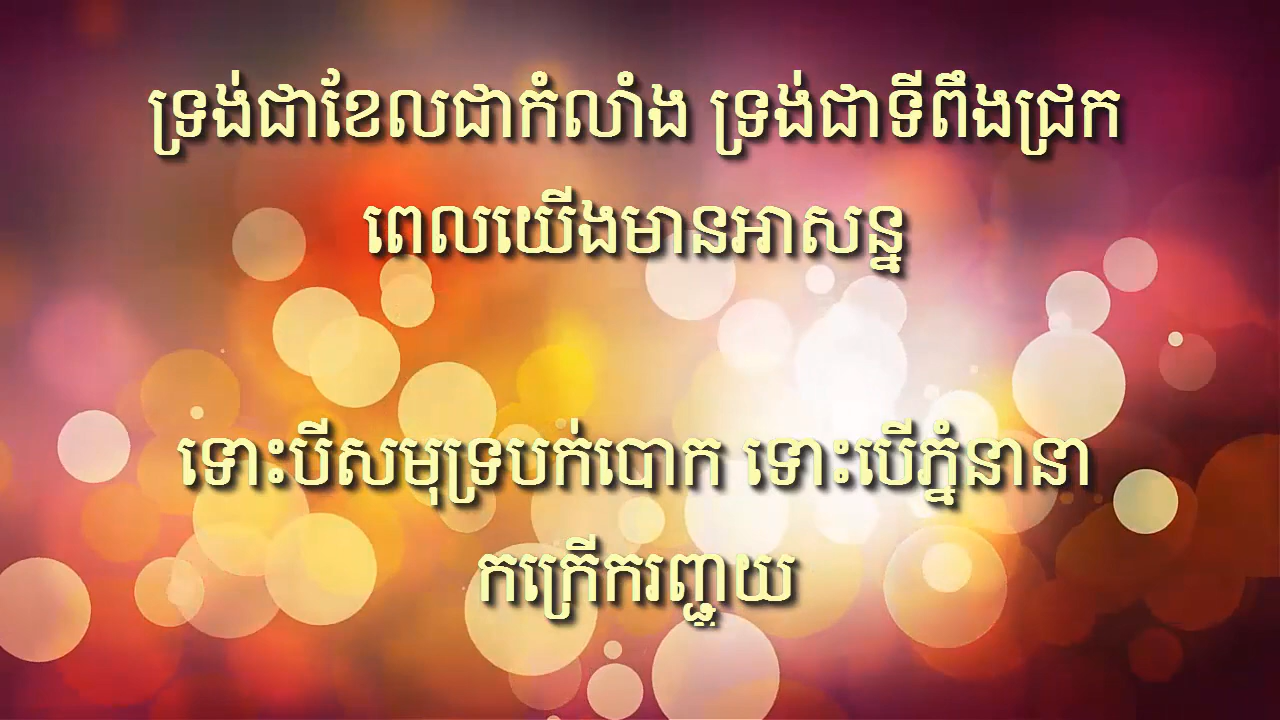 ទ្រង់ជាខែលជាកំលាំង ទ្រង់ជាទីពឹងជ្រក
ពេលយើងមានអាសន្ន
ទោះបីសមុទ្របក់បោក ទោះបើភ្នំនានា
កក្រើករញ្ជួយ